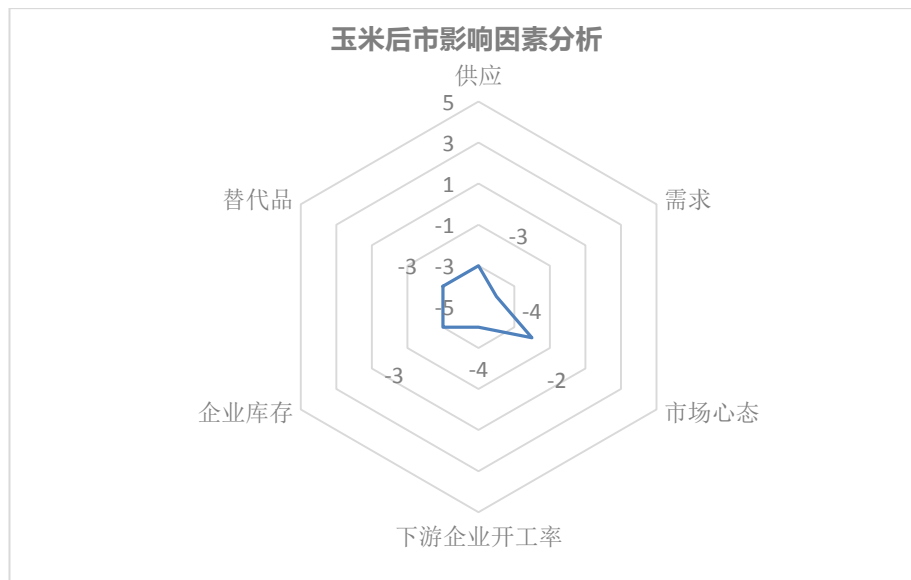 玉米后市影响因素分析
供应
5
3
1
-1
-3
-5
-3
需求
-4
市场心态
-2
下游企业开工率
-4
企业库存
-3
替代品
-3